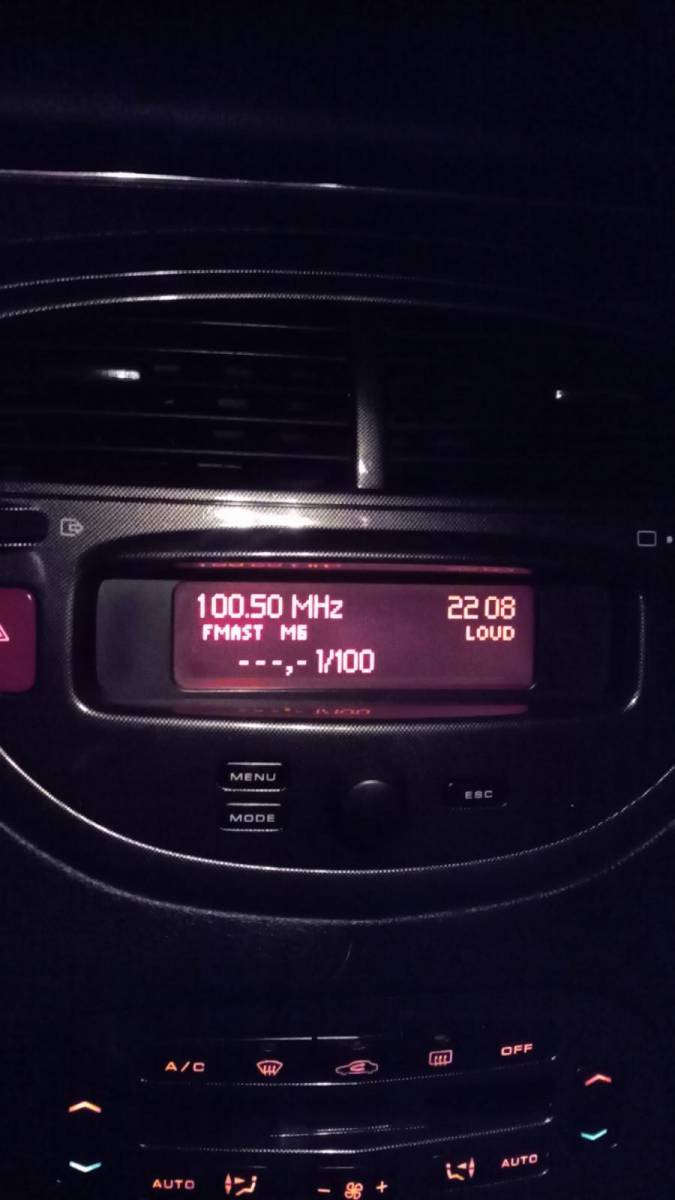 100.50 MHz 22 08
FMAST M6 LOUD
---,- 1/100
MENU
ESC
MODE
A/C OFF
AUTO - + AUTO